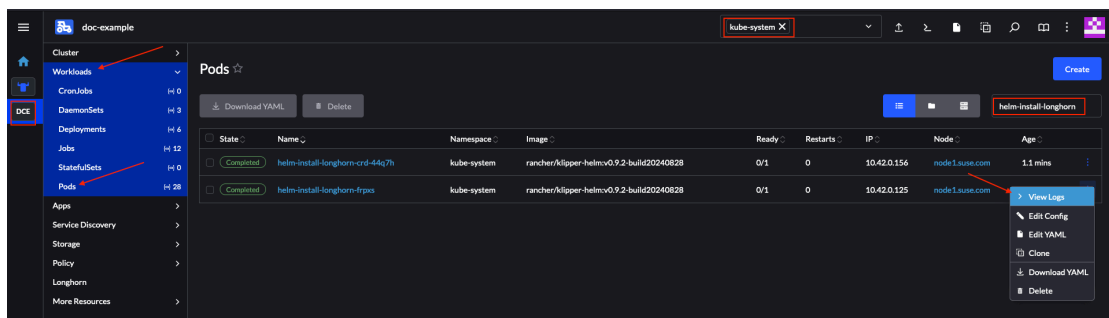 doc-example
kube-system ✕
DCE
Cluster
Workloads
CronJobs 0
DaemonSets 3
Deployments 6
Jobs 12
StatefulSets 0
Pods 28
Apps
Service Discovery
Storage
Policy
Longhorn
More Resources
Pods
Create
Download YAML
Delete
helm-install-longhorn
State Name Namespace Image Ready Restarts IP Node Age
Completed helm-install-longhorn-crd-44q7h kube-system rancher/klipper-helm:v0.9.2-build20240828 0/1 0 10.42.0.156 node1.suse.com 1.1 mins
Completed helm-install-longhorn-frpxs kube-system rancher/klipper-helm:v0.9.2-build20240828 0/1 0 10.42.0.125 node1.suse.com
View Logs
Edit Config
Edit YAML
Clone
Download YAML
Delete